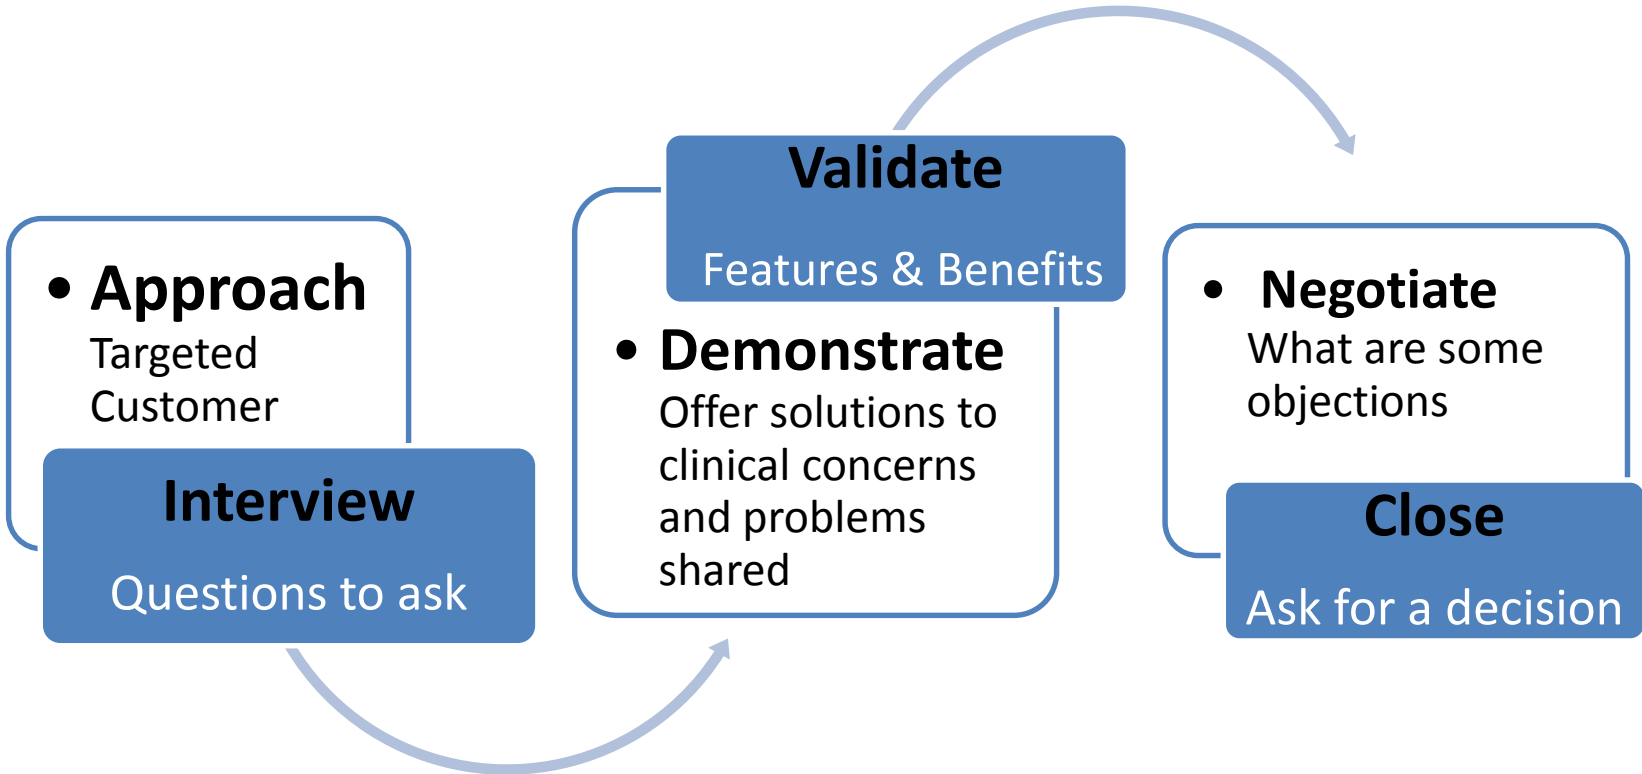 • Approach
Targeted
Customer
Interview
Questions to ask
Validate
Features & Benefits
• Demonstrate
Offer solutions to
clinical concerns
and problems
shared
• Negotiate
What are some
objections
Close
Ask for a decision